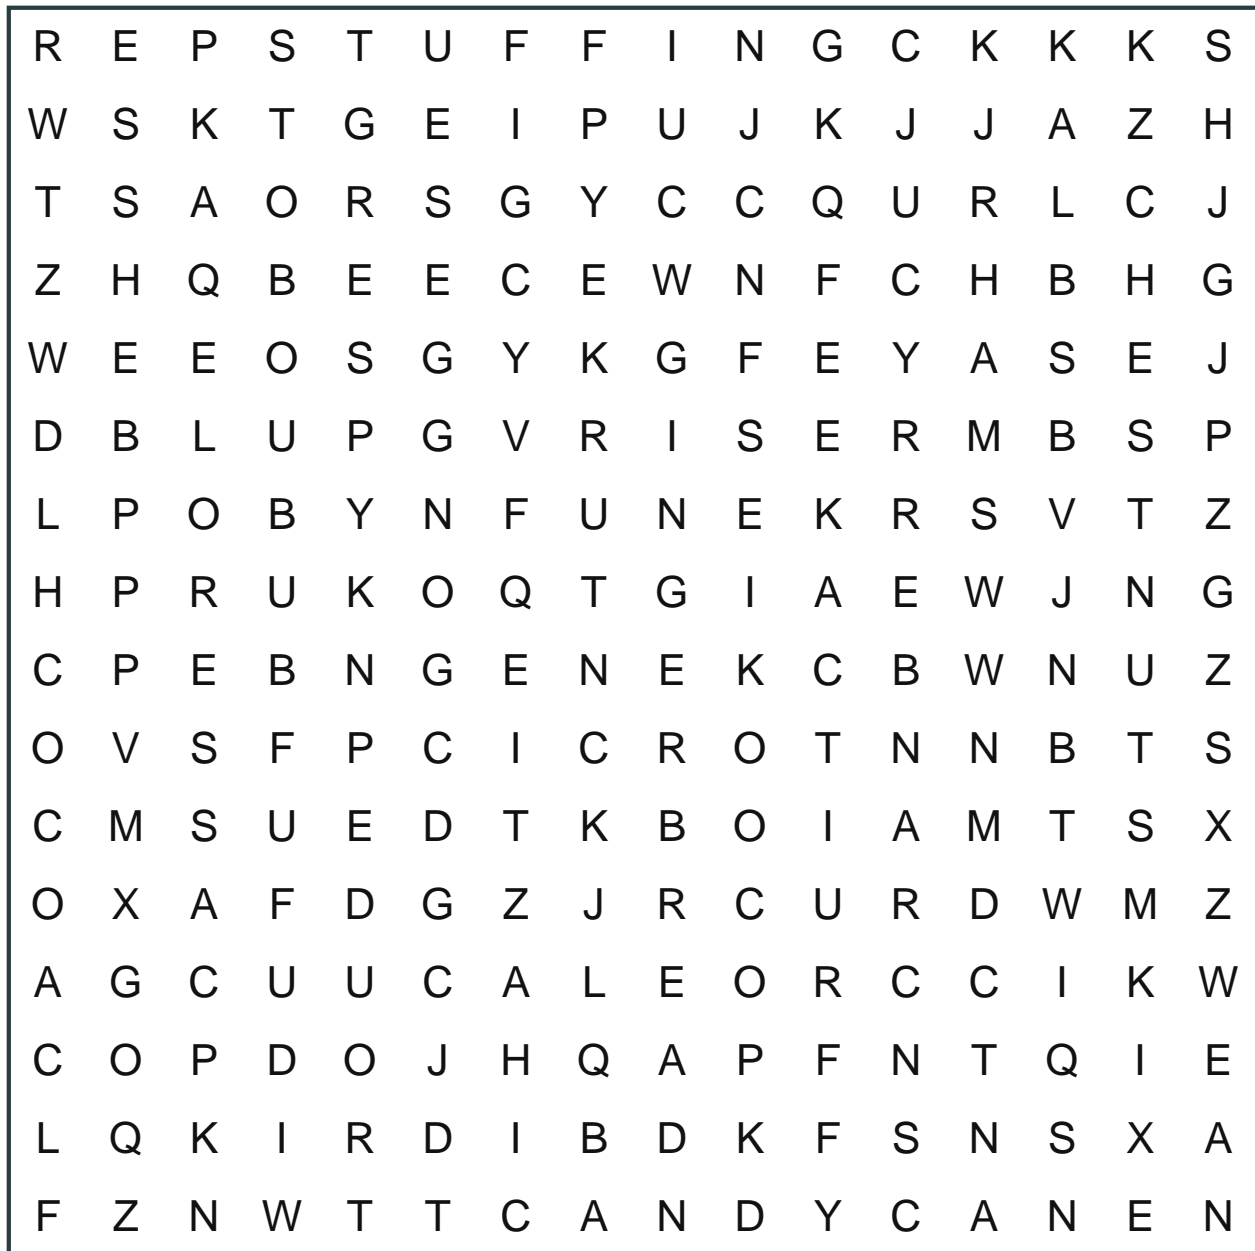 R E P S T U F F I N G C K K K S
W S K T G E I P U J K J J A Z H
T S A O R S G Y C C Q U R L C J
Z H Q B E E C E W N F C H B H G
W E E O S G Y K G F E Y A S E J
D B L U P G V R I S E R M B S P
L P O B Y N F U N E K R S V T Z
H P R U K O Q T G I A E W J N G
C P E B N G E N E K C B W N U Z
O V S F P C I C R O T N N B T S
C M S U E D T K B O I A M T S X
O X A F D G Z J R C U R D W M Z
A G C U U C A L E O R C C I K W
C O P D O J H Q A P F N T Q I E
L Q K I R D I B D K F S N S X A
F Z N W T T C A N D Y C A N E N